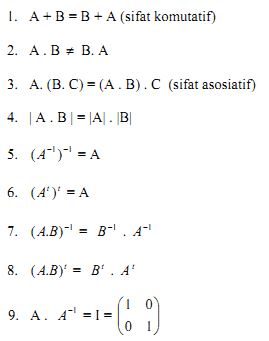 1. A + B = B + A (sifat komutatif)
2. A . B ≠ B. A
3. A. (B. C) = (A . B) . C (sifat asosiatif)
4. | A . B | = |A| . |B|
5. (A⁻¹)⁻¹ = A
6. (Aᵗ)ᵗ = A
7. (A.B)⁻¹ = B⁻¹ . A⁻¹
8. (A.B)ᵗ = Bᵗ . Aᵗ
9. A . A⁻¹ = I = (1 0
0 1)